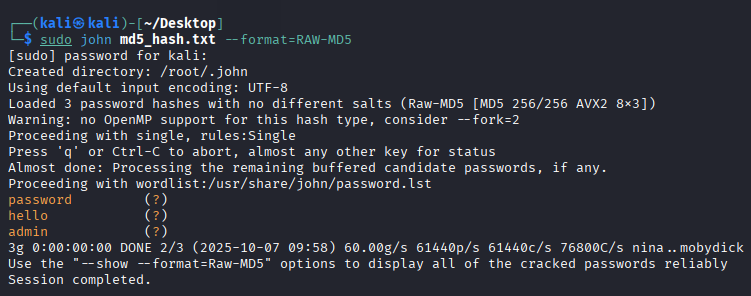 ┌──(kali㉿kali)-[~/Desktop]
└─$ sudo john md5_hash.txt --format=RAW-MD5
[sudo] password for kali:
Created directory: /root/.john
Using default input encoding: UTF-8
Loaded 3 password hashes with no different salts (Raw-MD5 [MD5 256/256 AVX2 8×3])
Warning: no OpenMP support for this hash type, consider --fork=2
Proceeding with single, rules:Single
Press 'q' or Ctrl-C to abort, almost any other key for status
Almost done: Processing the remaining buffered candidate passwords, if any.
Proceeding with wordlist:/usr/share/john/password.lst
password         (?)
hello            (?)
admin            (?)
3g 0:00:00:00 DONE 2/3 (2025-10-07 09:58) 60.00g/s 61440p/s 61440c/s 76800C/s nina..mobydick
Use the "--show --format=Raw-MD5" options to display all of the cracked passwords reliably
Session completed.